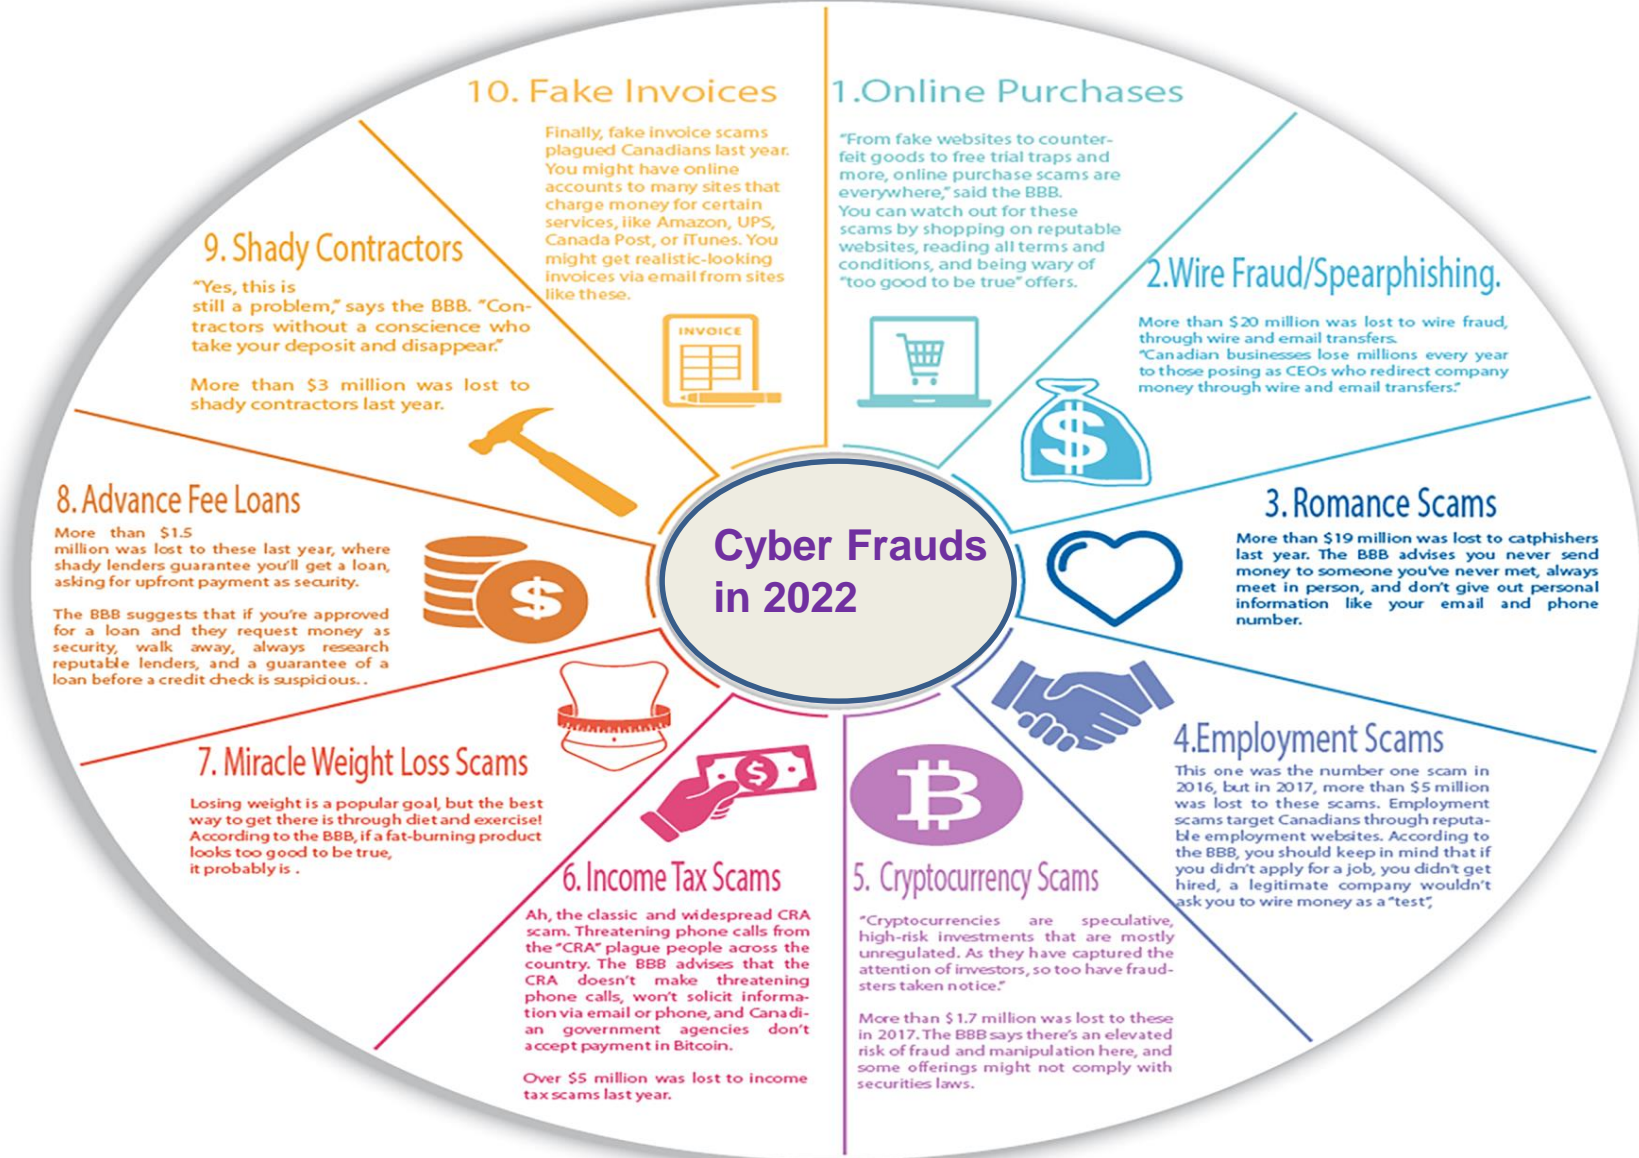 Cyber Frauds
in 2022
1.Online Purchases
"From fake websites to counter-
feit goods to free trial traps and
more, online purchase scams are
everywhere," said the BBB.
You can watch out for these
scams by shopping on reputable
websites, reading all terms and
conditions, and being wary of
"too good to be true" offers.
2.Wire Fraud/Spearphishing.
More than $20 million was lost to wire fraud,
through wire and email transfers.
"Canadian businesses lose millions every year
to those posing as CEOs who redirect company
money through wire and email transfers."
3. Romance Scams
More than $19 million was lost to catphishers
last year. The BBB advises you never send
money to someone you've never met, always
meet in person, and don't give out personal
information like your email and phone
number.
4.Employment Scams
This one was the number one scam in
2016, but in 2017, more than $5 million
was lost to these scams. Employment
scams target Canadians through reputa-
ble employment websites. According to
the BBB, you should keep in mind that if
you didn't apply for a job, you didn't get
hired, a legitimate company wouldn't
ask you to wire money as a "test",
5. Cryptocurrency Scams
"Cryptocurrencies are speculative,
high-risk investments that are mostly
unregulated. As they have captured the
attention of investors, so too have fraud-
sters taken notice."
More than $1.7 million was lost to these
in 2017. The BBB says there's an elevated
risk of fraud and manipulation here, and
some offerings might not comply with
securities laws.
6. Income Tax Scams
Ah, the classic and widespread CRA
scam. Threatening phone calls from
the "CRA" plague people across the
country. The BBB advises that the
CRA doesn't make threatening
phone calls, won't solicit informa-
tion via email or phone, and Canadi-
an government agencies don't
accept payment in Bitcoin.
Over $5 million was lost to income
tax scams last year.
7. Miracle Weight Loss Scams
Losing weight is a popular goal, but the best
way to get there is through diet and exercise!
According to the BBB, if a fat-burning product
looks too good to be true,
it probably is .
8. Advance Fee Loans
More than $1.5
million was lost to these last year, where
shady lenders guarantee you'll get a loan,
asking for upfront payment as security.
The BBB suggests that if you're approved
for a loan and they request money as
security, walk away, always research
reputable lenders, and a guarantee of a
loan before a credit check is suspicious. .
9. Shady Contractors
"Yes, this is
still a problem," says the BBB. "Con-
tractors without a conscience who
take your deposit and disappear."
More than $3 million was lost to
shady contractors last year.
10. Fake Invoices
Finally, fake invoice scams
plagued Canadians last year.
You might have online
accounts to many sites that
charge money for certain
services, iike Amazon, UPS,
Canada Post, or iTunes. You
might get realistic-looking
invoices via email from sites
like these.
INVOICE